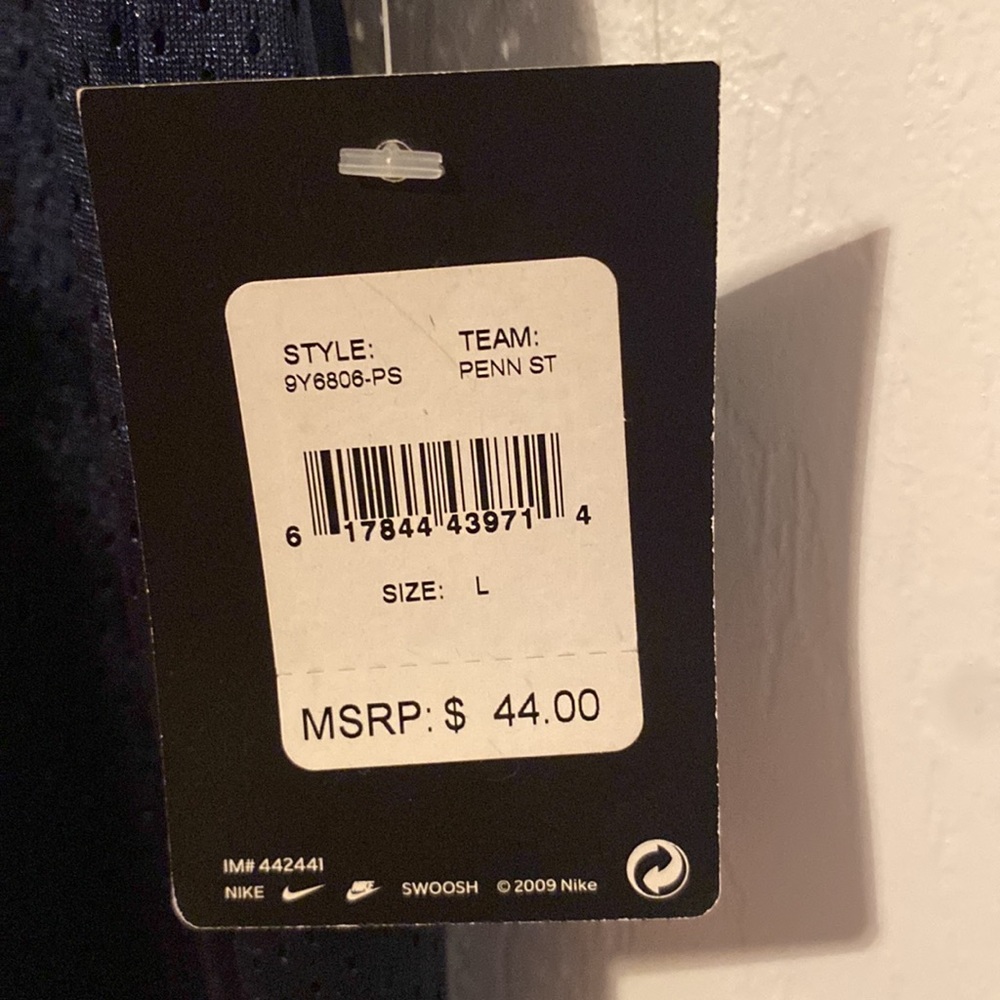 STYLE: TEAM:
9Y6806-PS PENN ST
6 17844 43971 4
SIZE: L
MSRP: $ 44.00
IM# 442441
NIKE NIKE SWOOSH © 2009 Nike